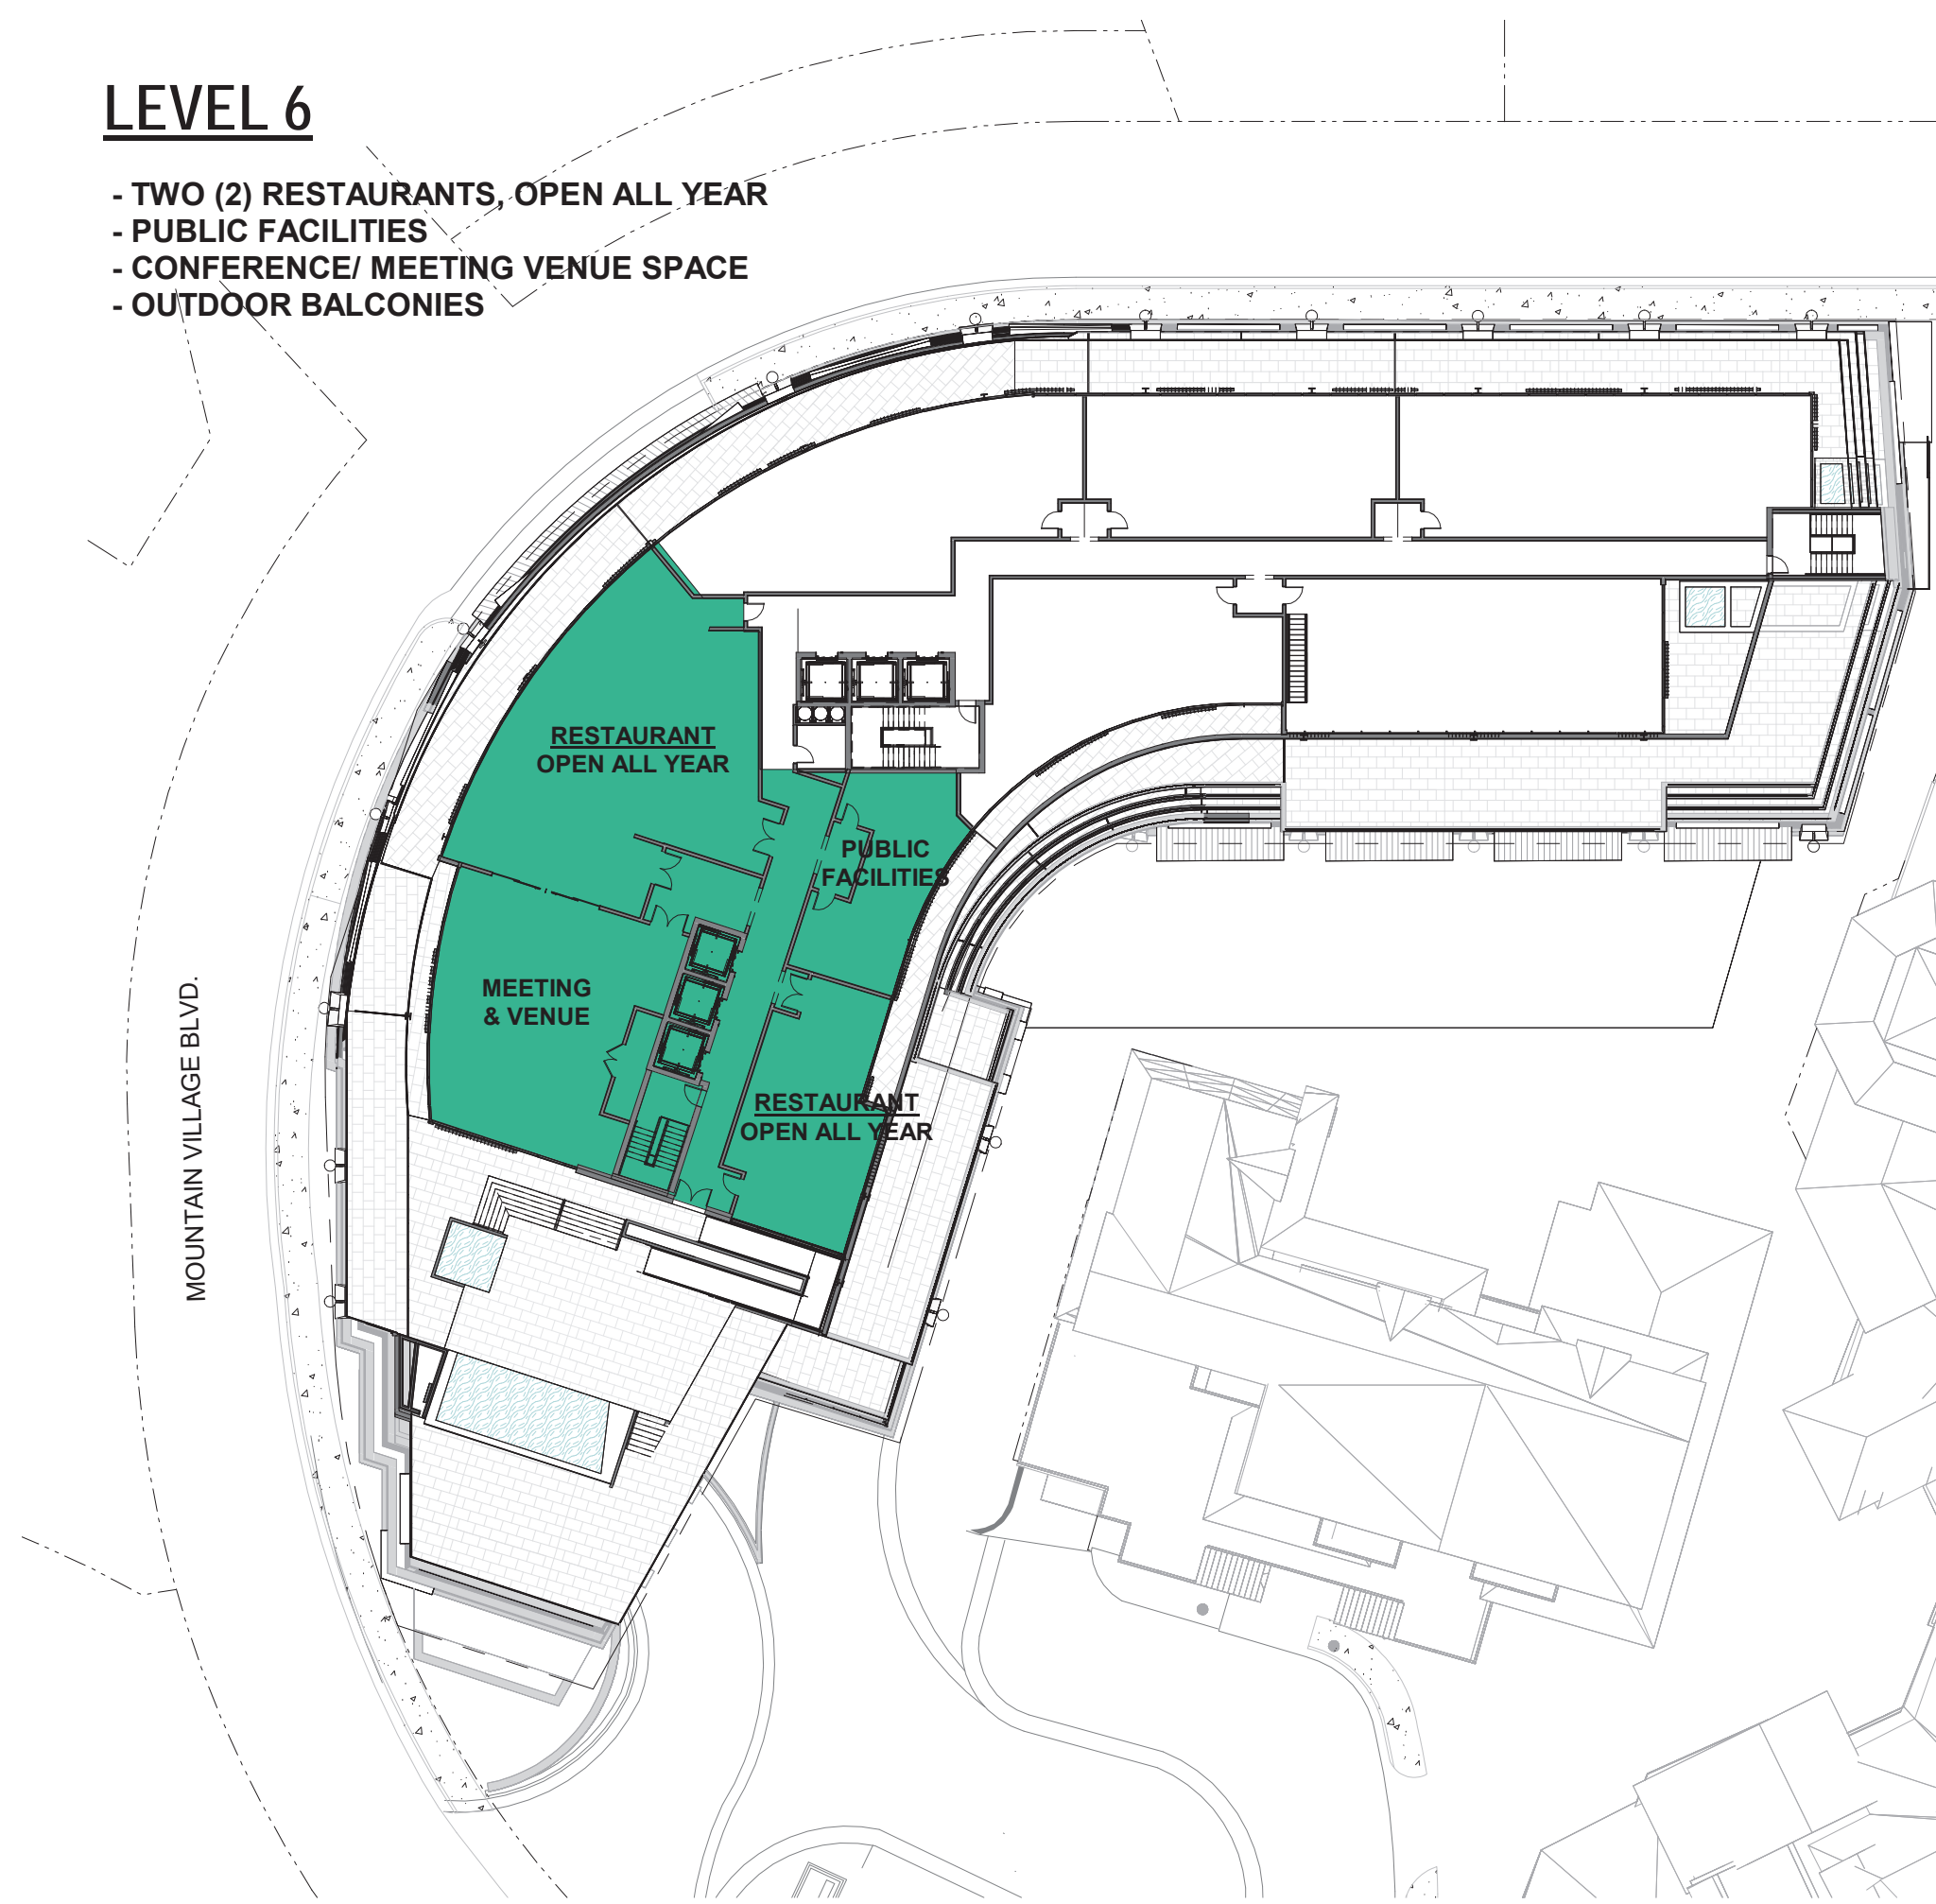 LEVEL 6
- TWO (2) RESTAURANTS, OPEN ALL YEAR
- PUBLIC FACILITIES
- CONFERENCE/ MEETING VENUE SPACE
- OUTDOOR BALCONIES
RESTAURANT
OPEN ALL YEAR
PUBLIC
FACILITIES
MEETING
& VENUE
RESTAURANT
OPEN ALL YEAR
MOUNTAIN VILLAGE BLVD.